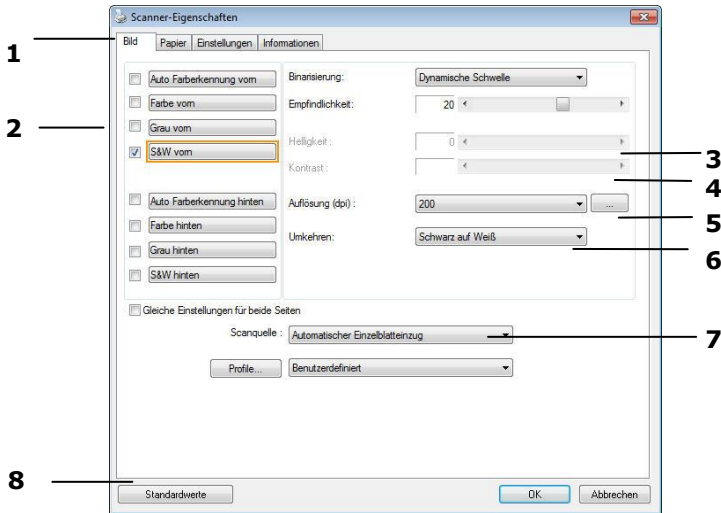 Scanner-Eigenschaften
Bild Papier Einstellungen Informationen
1
Auto Farberkennung vorn Binarisierung: Dynamische Schwelle
Farbe vorn Empfindlichkeit: 20
2
Grau vorn
Helligkeit : 0
S&W vorn
3
Kontrast :
4
Auto Farberkennung hinten Auflösung (dpi) : 200 ...
5
Farbe hinten
Umkehren: Schwarz auf Weiß
6
Grau hinten
S&W hinten
Gleiche Einstellungen für beide Seiten
Scanquelle : Automatischer Einzelblatteinzug
7
Profile... Benutzerdefiniert
8
Standardwerte OK Abbrechen